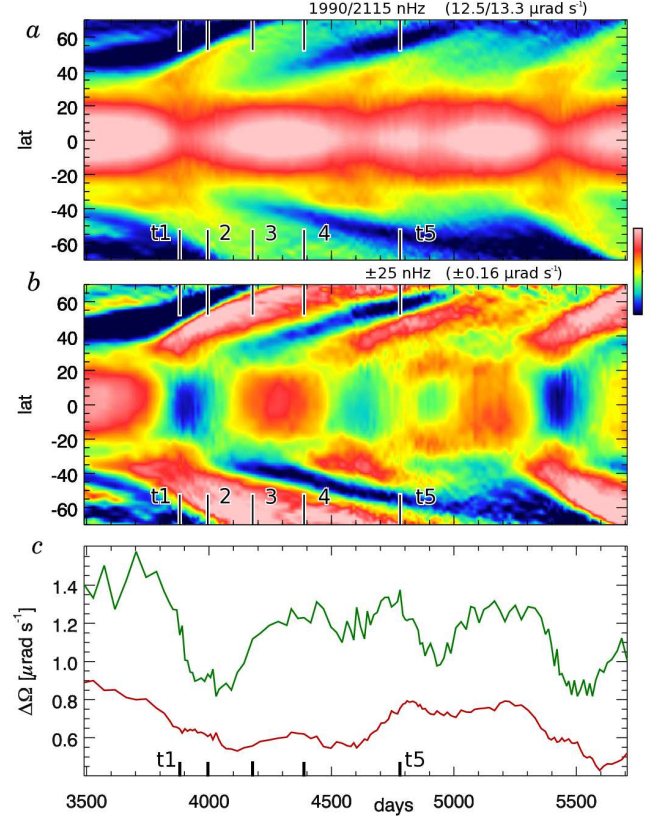 1990/2115 nHz (12.5/13.3 μrad s⁻¹)
a
60
40
20
0
-20
-40
-60
lat
t1 2 3 4 t5
±25 nHz (±0.16 μrad s⁻¹)
b
60
40
20
0
-20
-40
-60
lat
t1 2 3 4 t5
c
1.4
1.2
1.0
0.8
0.6
ΔΩ [μrad s⁻¹]
t1 t5
3500 4000 4500 5000 5500
days